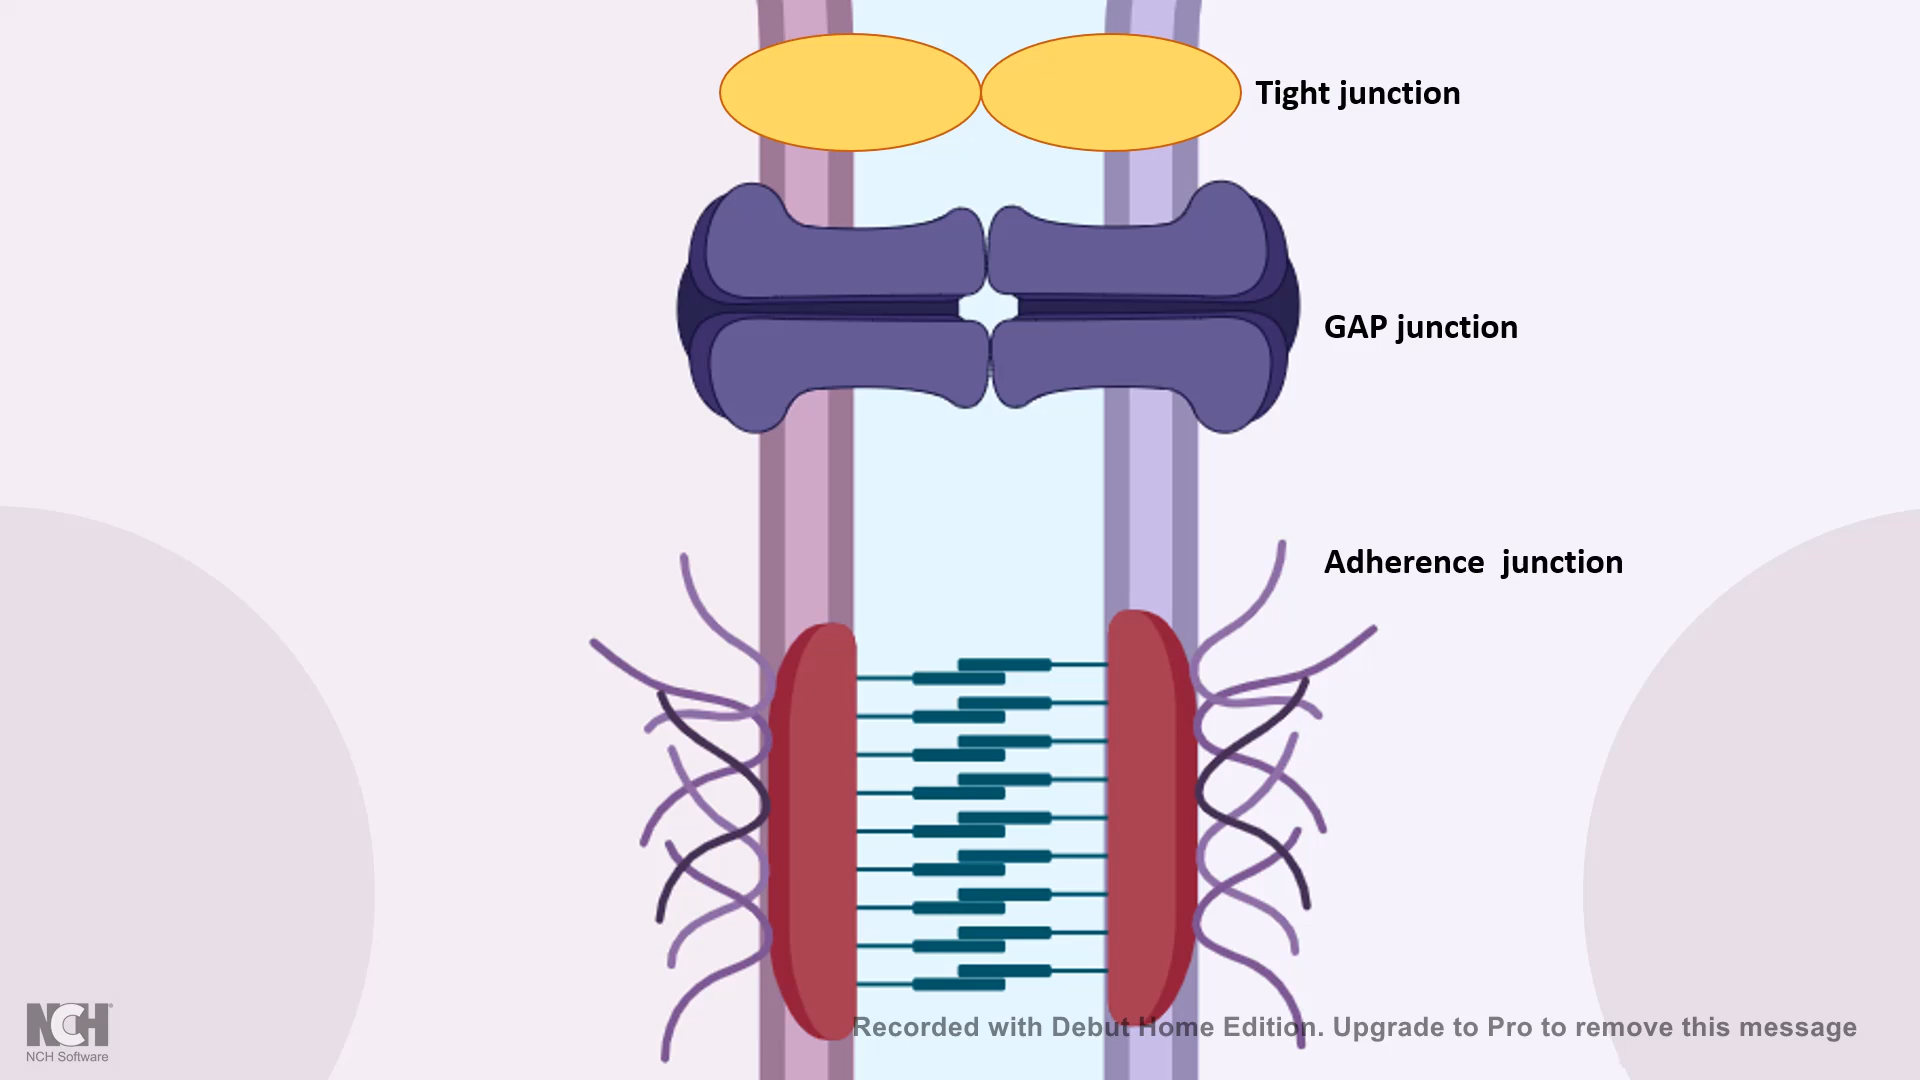 Tight junction
GAP junction
Adherence  junction
NCH
NCH Software
Recorded with Debut Home Edition. Upgrade to Pro to remove this message